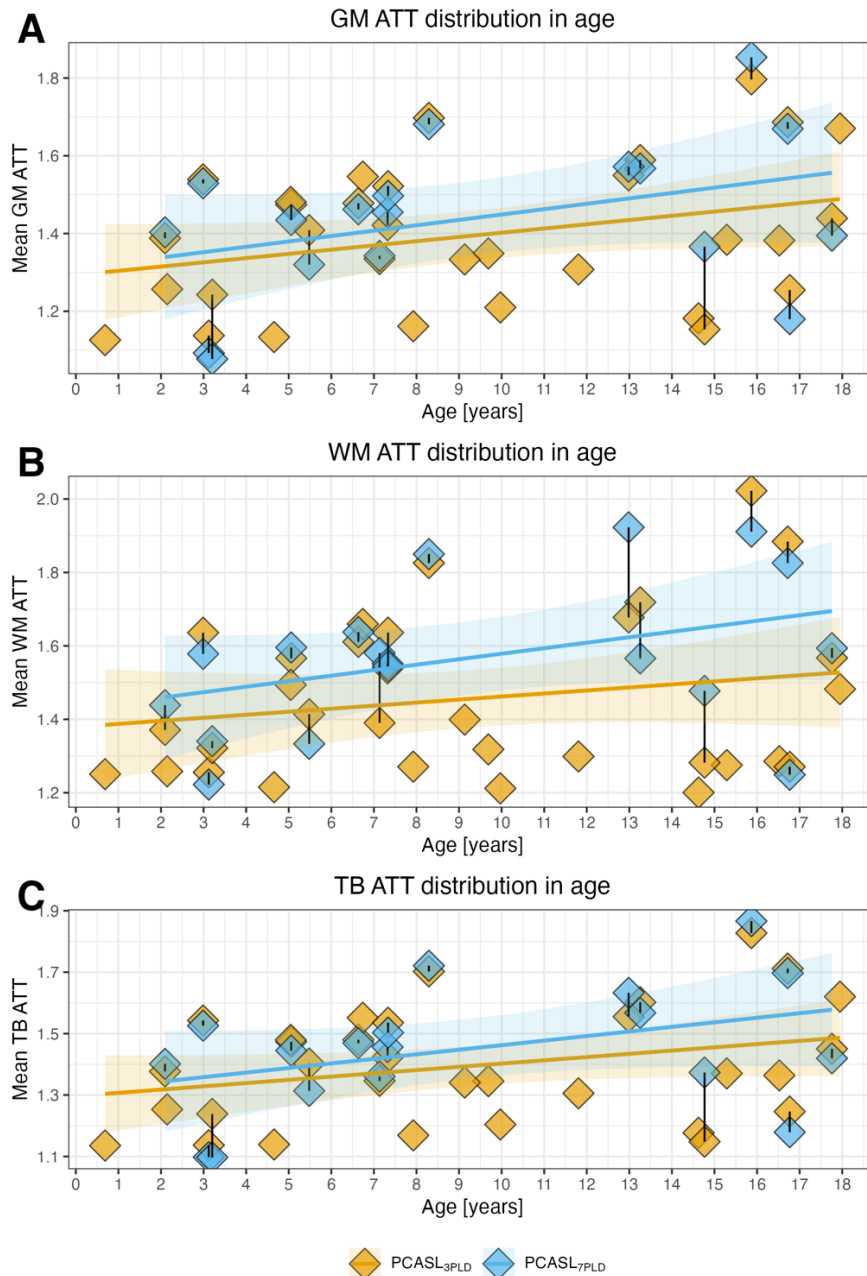 A
GM ATT distribution in age
Mean GM ATT
1.8
1.6
1.4
1.2
0 1 2 3 4 5 6 7 8 9 10 11 12 13 14 15 16 17 18
Age [years]
B
WM ATT distribution in age
Mean WM ATT
2.0
1.8
1.6
1.4
1.2
0 1 2 3 4 5 6 7 8 9 10 11 12 13 14 15 16 17 18
Age [years]
C
TB ATT distribution in age
Mean TB ATT
1.9
1.7
1.5
1.3
1.1
0 1 2 3 4 5 6 7 8 9 10 11 12 13 14 15 16 17 18
Age [years]
PCASL3PLD PCASL7PLD